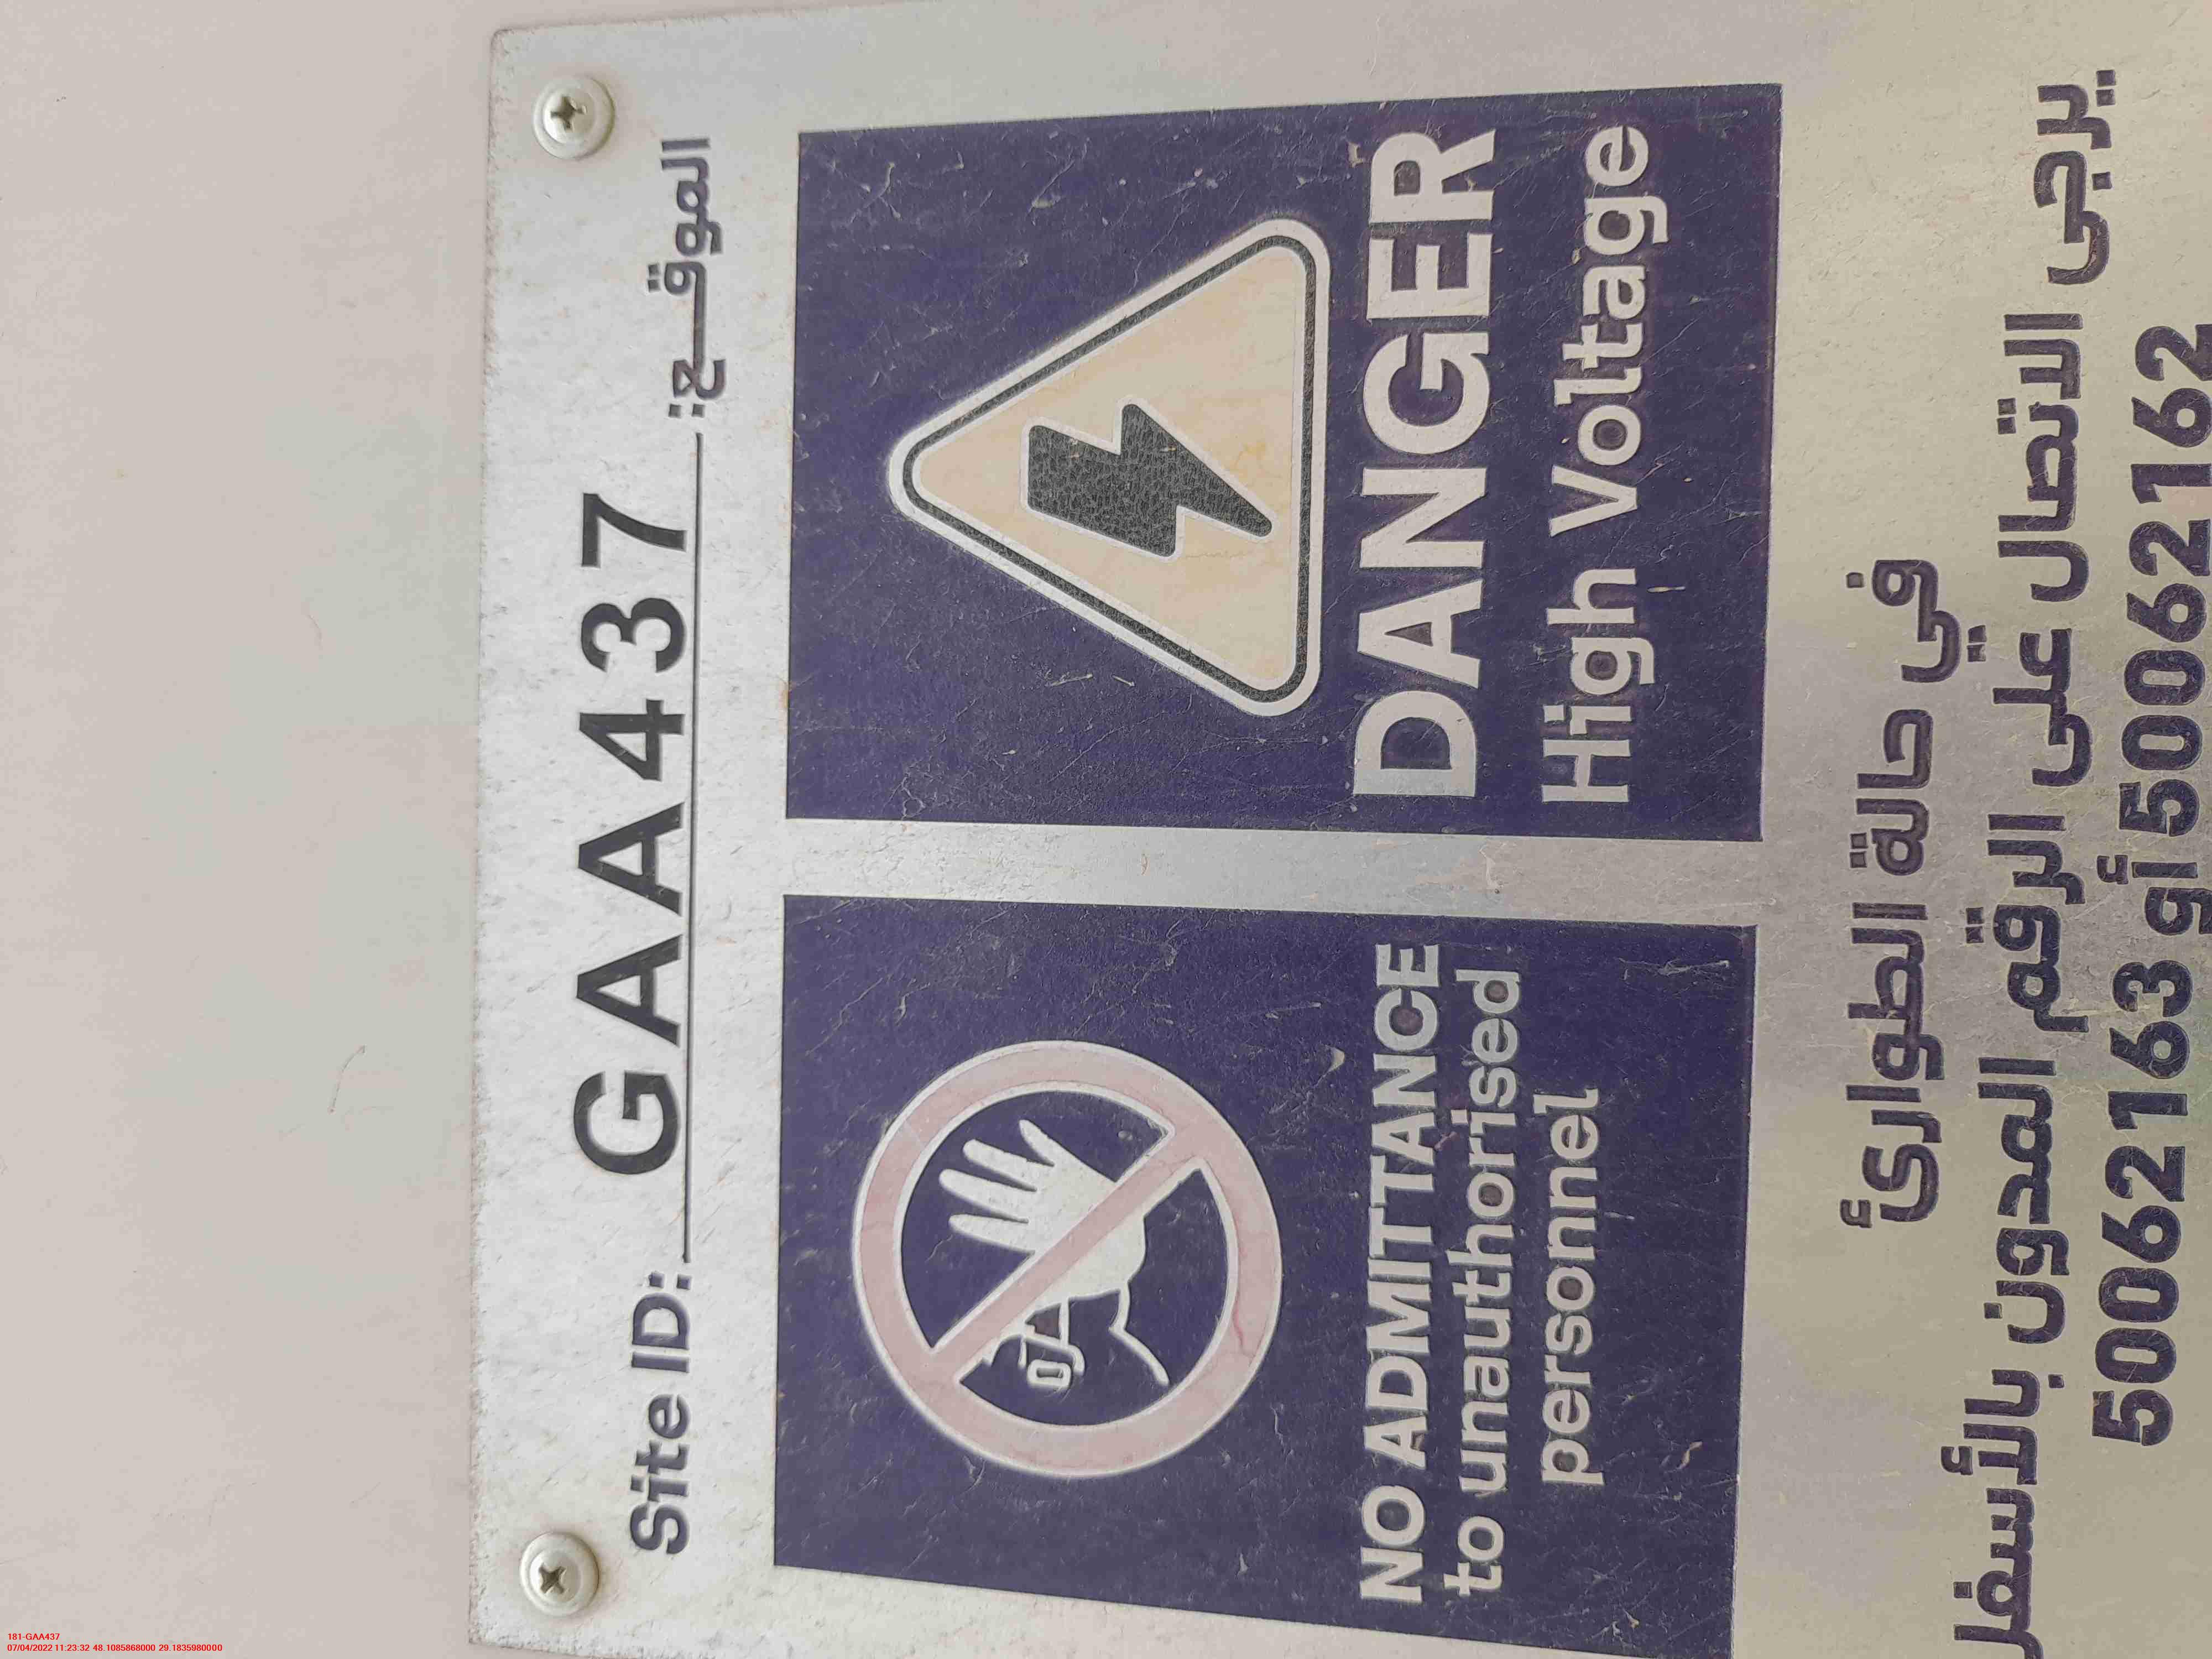 Site ID: GAA437 الموقع:
NO ADMITTANCE
to unauthorised
personnel
DANGER
High Voltage
في حالة الطوارئ
يرجى الاتصال على الرقم المدون بالأسفل
50062163 أو 50062162
181-GAA437
07/04/2022 11:23:32 48.1085868000 29.1835980000